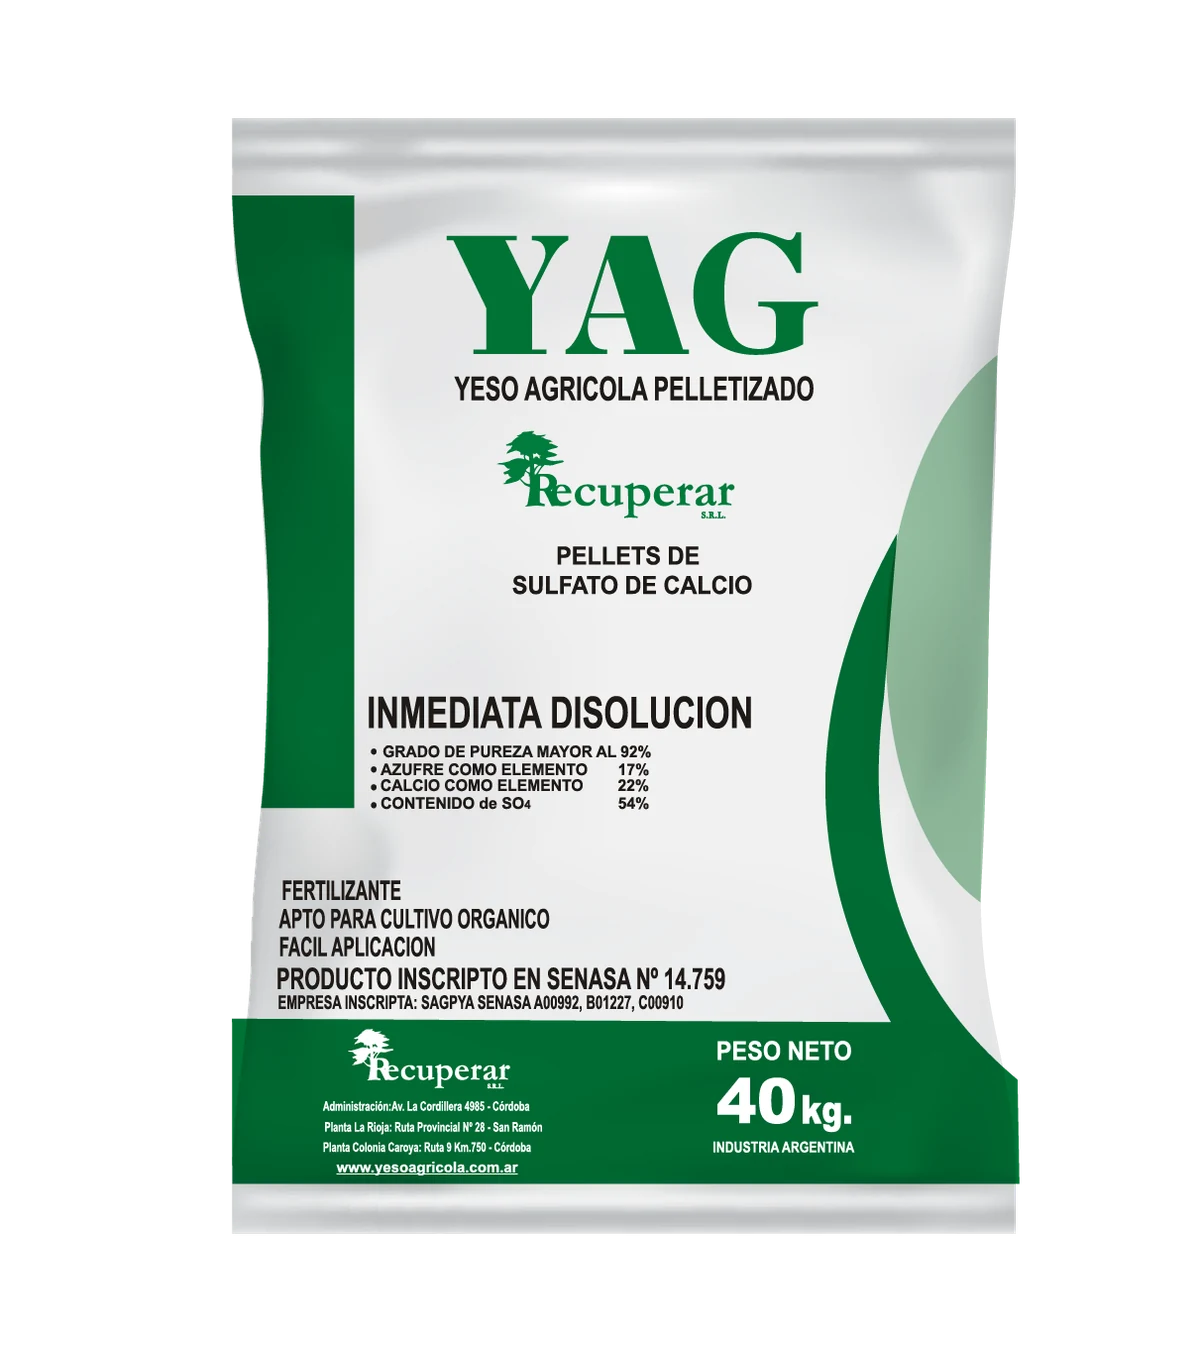 YAG
YESO AGRICOLA PELLETIZADO
Recuperar
S.R.L.
PELLETS DE
SULFATO DE CALCIO
INMEDIATA DISOLUCION
• GRADO DE PUREZA MAYOR AL 92%
• AZUFRE COMO ELEMENTO 17%
• CALCIO COMO ELEMENTO 22%
• CONTENIDO de SO4 54%
FERTILIZANTE
APTO PARA CULTIVO ORGANICO
FACIL APLICACION
PRODUCTO INSCRIPTO EN SENASA Nº 14.759
EMPRESA INSCRIPTA: SAGPYA SENASA A00992, B01227, C00910
Recuperar
S.R.L.
Administración:Av. La Cordillera 4985 - Córdoba
Planta La Rioja: Ruta Provincial Nº 28 - San Ramón
Planta Colonia Caroya: Ruta 9 Km.750 - Córdoba
www.yesoagricola.com.ar
PESO NETO
40 kg.
INDUSTRIA ARGENTINA